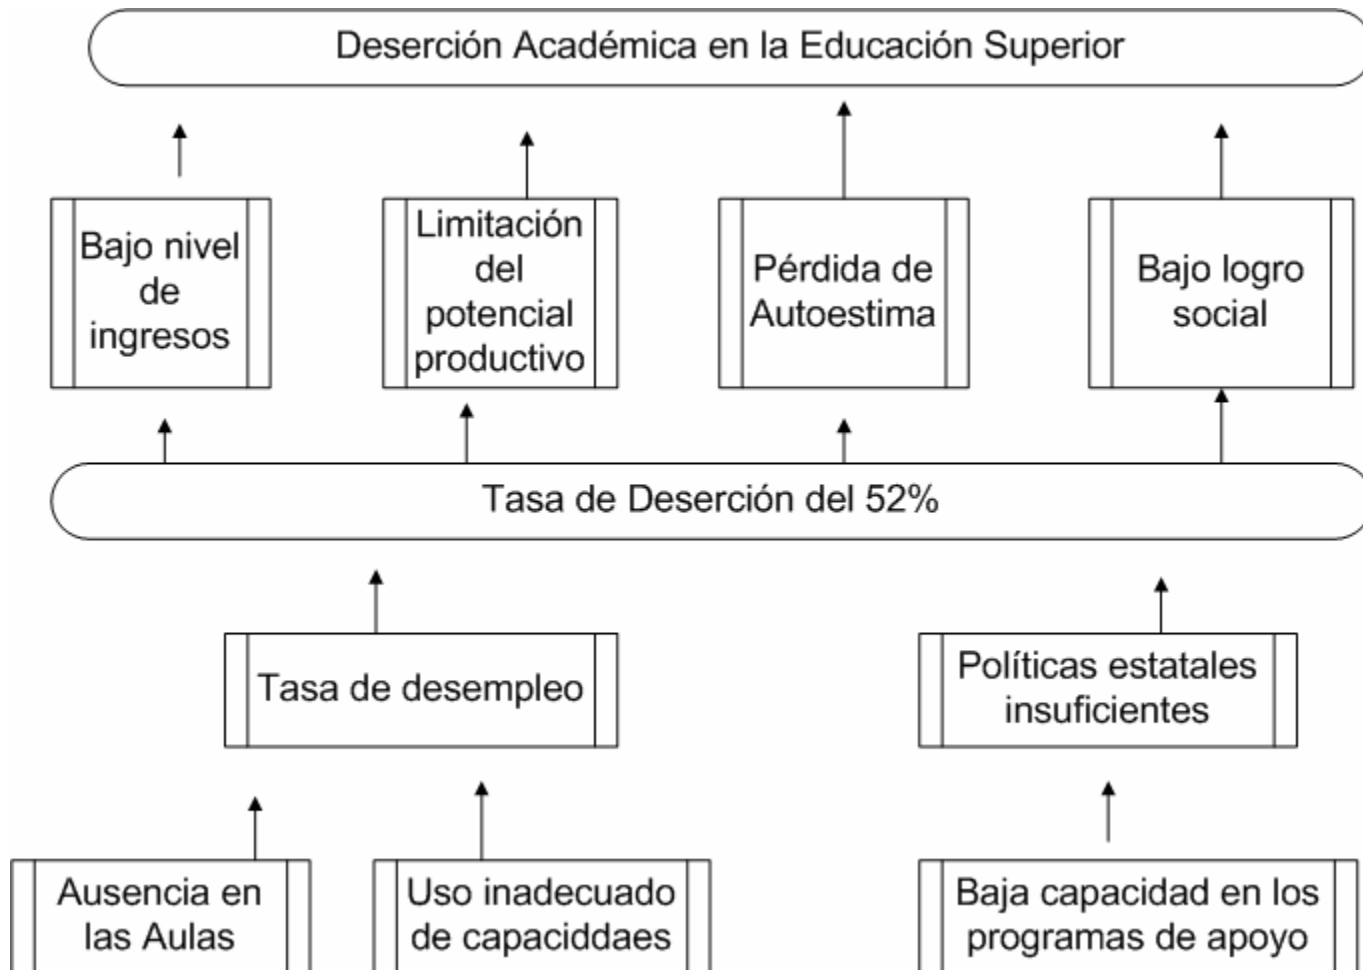 Deserción Académica en la Educación Superior
Bajo nivel
de
ingresos
Limitación
del
potencial
productivo
Pérdida de
Autoestima
Bajo logro
social
Tasa de Deserción del 52%
Tasa de desempleo
Políticas estatales
insuficientes
Ausencia en
las Aulas
Uso inadecuado
de capaciddaes
Baja capacidad en los
programas de apoyo